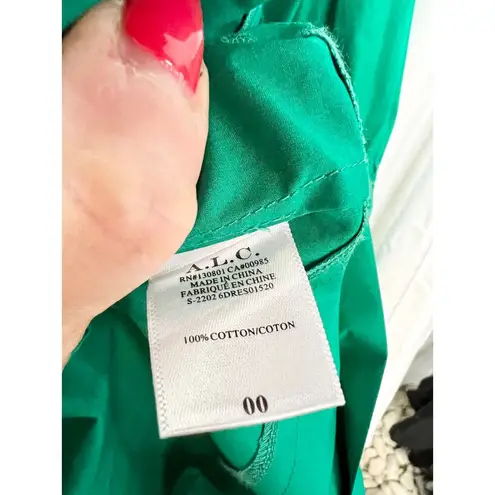 A.L.C.
RN#130801 CA#00985
MADE IN CHINA
FABRIQUÉ EN CHINE
S-2202 6DRES01520
100% COTTON/COTON
00